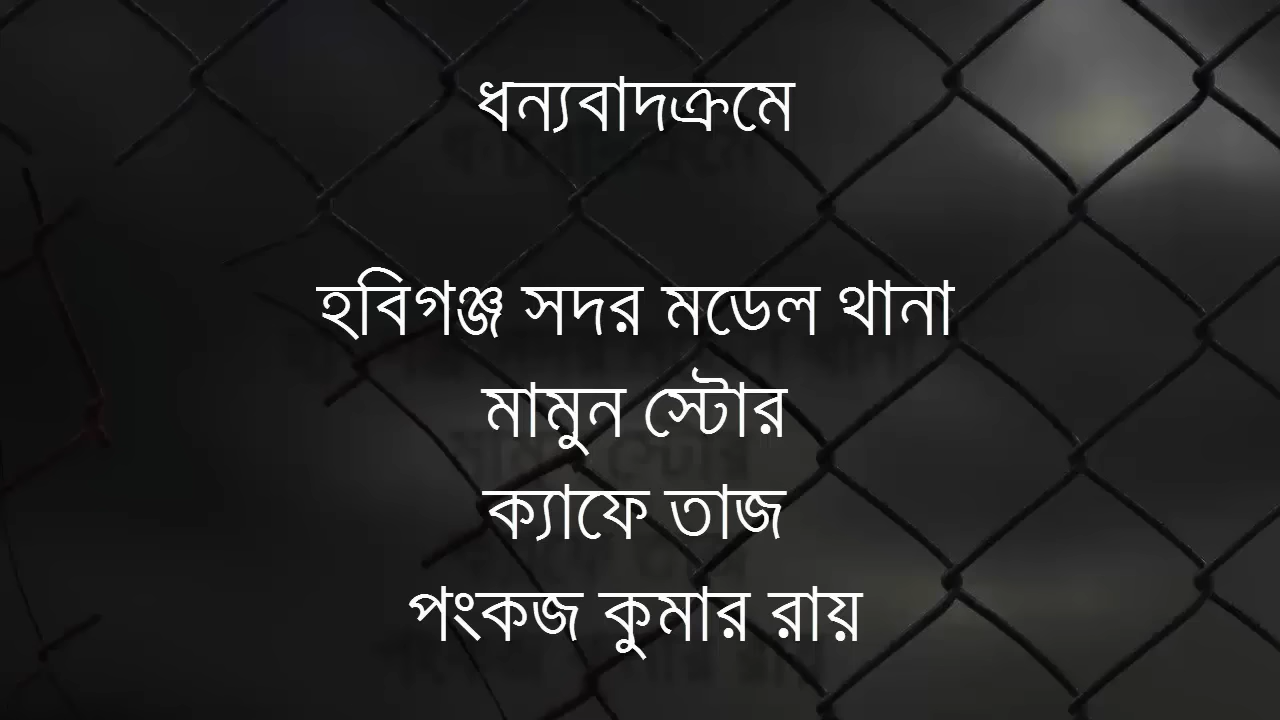 ধন্যবাদক্রমে
হবিগঞ্জ সদর মডেল থানা
মামুন স্টোর
ক্যাফে তাজ
পংকজ কুমার রায়